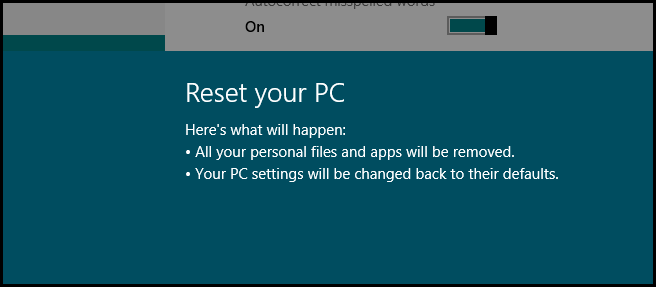 Autocorrect misspelled words
On
Reset your PC
Here's what will happen:
• All your personal files and apps will be removed.
• Your PC settings will be changed back to their defaults.